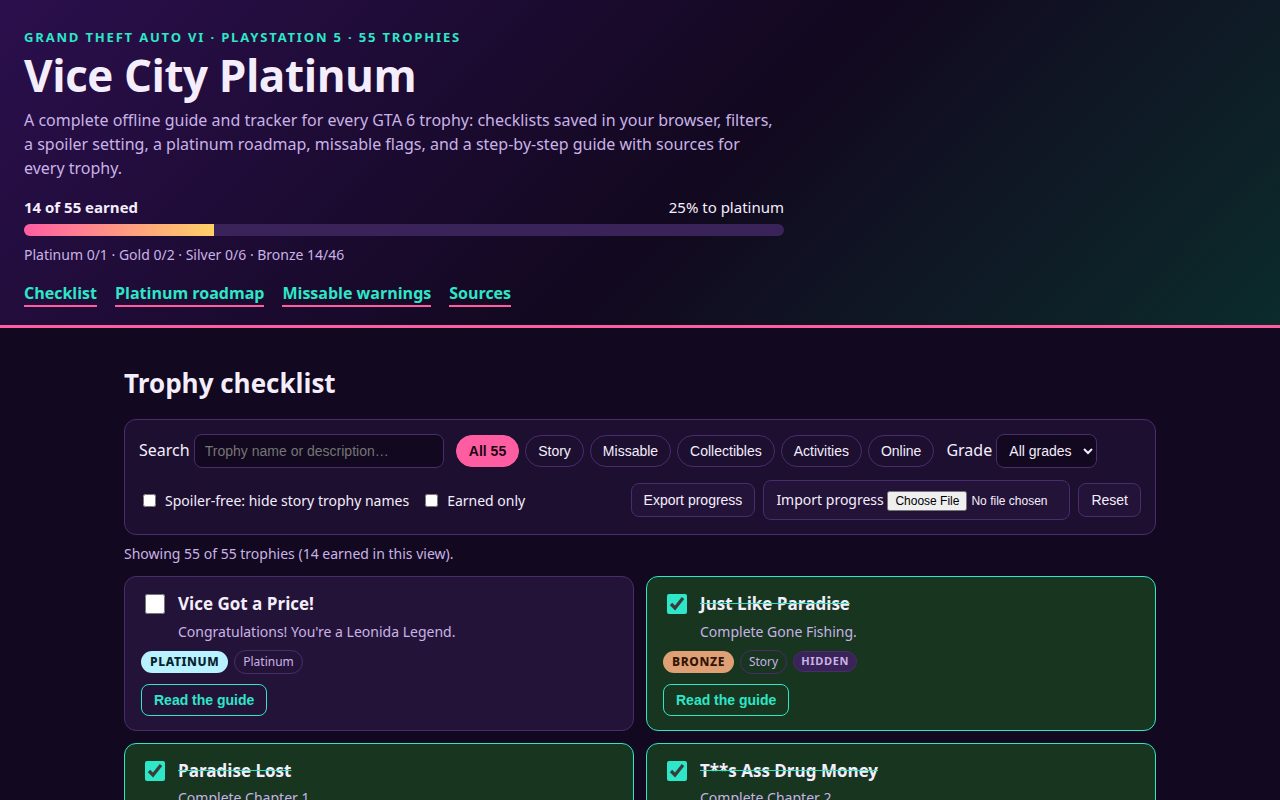 GRAND THEFT AUTO VI · PLAYSTATION 5 · 55 TROPHIES
Vice City Platinum
A complete offline guide and tracker for every GTA 6 trophy: checklists saved in your browser, filters,
a spoiler setting, a platinum roadmap, missable flags, and a step-by-step guide with sources for
every trophy.
14 of 55 earned 25% to platinum
Platinum 0/1 · Gold 0/2 · Silver 0/6 · Bronze 14/46
Checklist Platinum roadmap Missable warnings Sources
Trophy checklist
Search Trophy name or description… All 55 Story Missable Collectibles Activities Online Grade All grades
Spoiler-free: hide story trophy names Earned only Export progress Import progress Choose File No file chosen Reset
Showing 55 of 55 trophies (14 earned in this view).
Vice Got a Price!
Congratulations! You're a Leonida Legend.
PLATINUM Platinum
Read the guide
Just Like Paradise
Complete Gone Fishing.
BRONZE Story HIDDEN
Read the guide
Paradise Lost
Complete Chapter 1.
T**s Ass Drug Money
Complete Chapter 2.